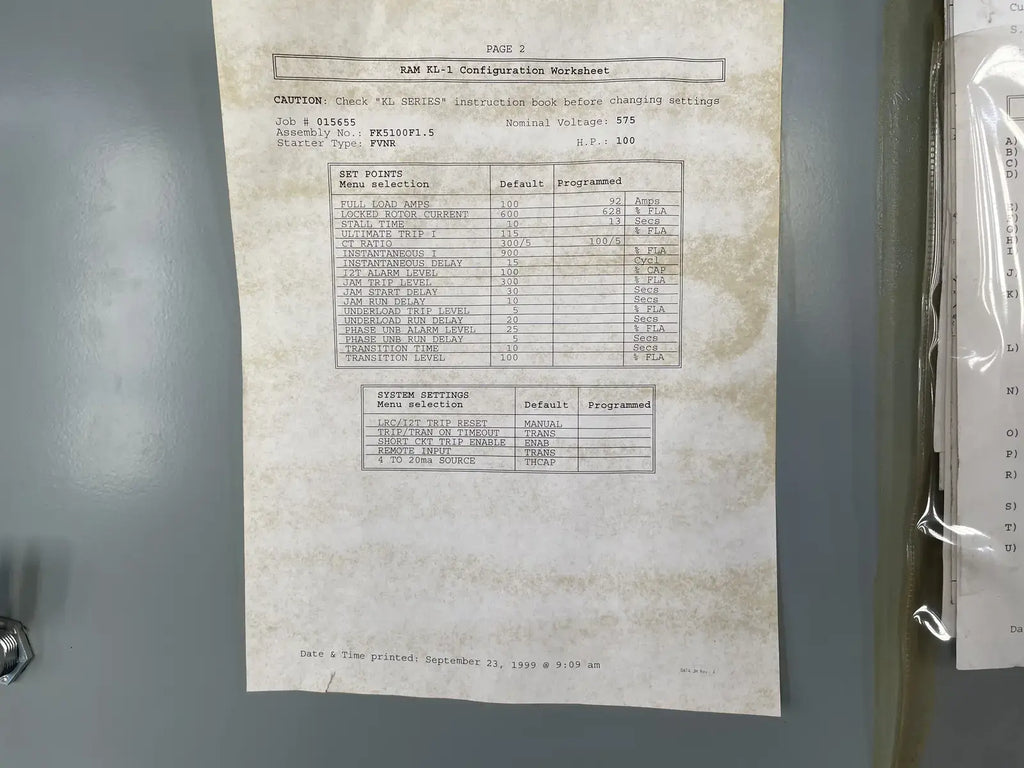 PAGE 2
RAM KL-1 Configuration Worksheet
CAUTION: Check "KL SERIES" instruction book before changing settings
Job # 015655 Nominal Voltage: 575
Assembly No.: FK5100F1.5
Starter Type: FVNR H.P.: 100
SET POINTS
Menu selection Default Programmed
FULL LOAD AMPS 100 92 Amps
LOCKED ROTOR CURRENT 600 628 % FLA
STALL TIME 10 13 Secs
ULTIMATE TRIP I 115 % FLA
CT RATIO 300/5 100/5
INSTANTANEOUS I 900 % FLA
INSTANTANEOUS DELAY 15 Cycl
I2T ALARM LEVEL 100 % CAP
JAM TRIP LEVEL 300 % FLA
JAM START DELAY 30 Secs
JAM RUN DELAY 10 Secs
UNDERLOAD TRIP LEVEL 5 % FLA
UNDERLOAD RUN DELAY 20 Secs
PHASE UNB ALARM LEVEL 25 % FLA
PHASE UNB RUN DELAY 5 Secs
TRANSITION TIME 10 Secs
TRANSITION LEVEL 100 % FLA
SYSTEM SETTINGS
Menu selection Default Programmed
LRC/I2T TRIP RESET MANUAL
TRIP/TRAN ON TIMEOUT TRANS
SHORT CKT TRIP ENABLE ENAB
REMOTE INPUT TRANS
4 TO 20ma SOURCE THCAP
Date & Time printed: September 23, 1999 @ 9:09 am
Cu
S.
A)
B)
C)
D)
E)
F)
G)
H)
I
J.
K)
L)
N)
O)
P)
R)
S)
T)
U)
Da